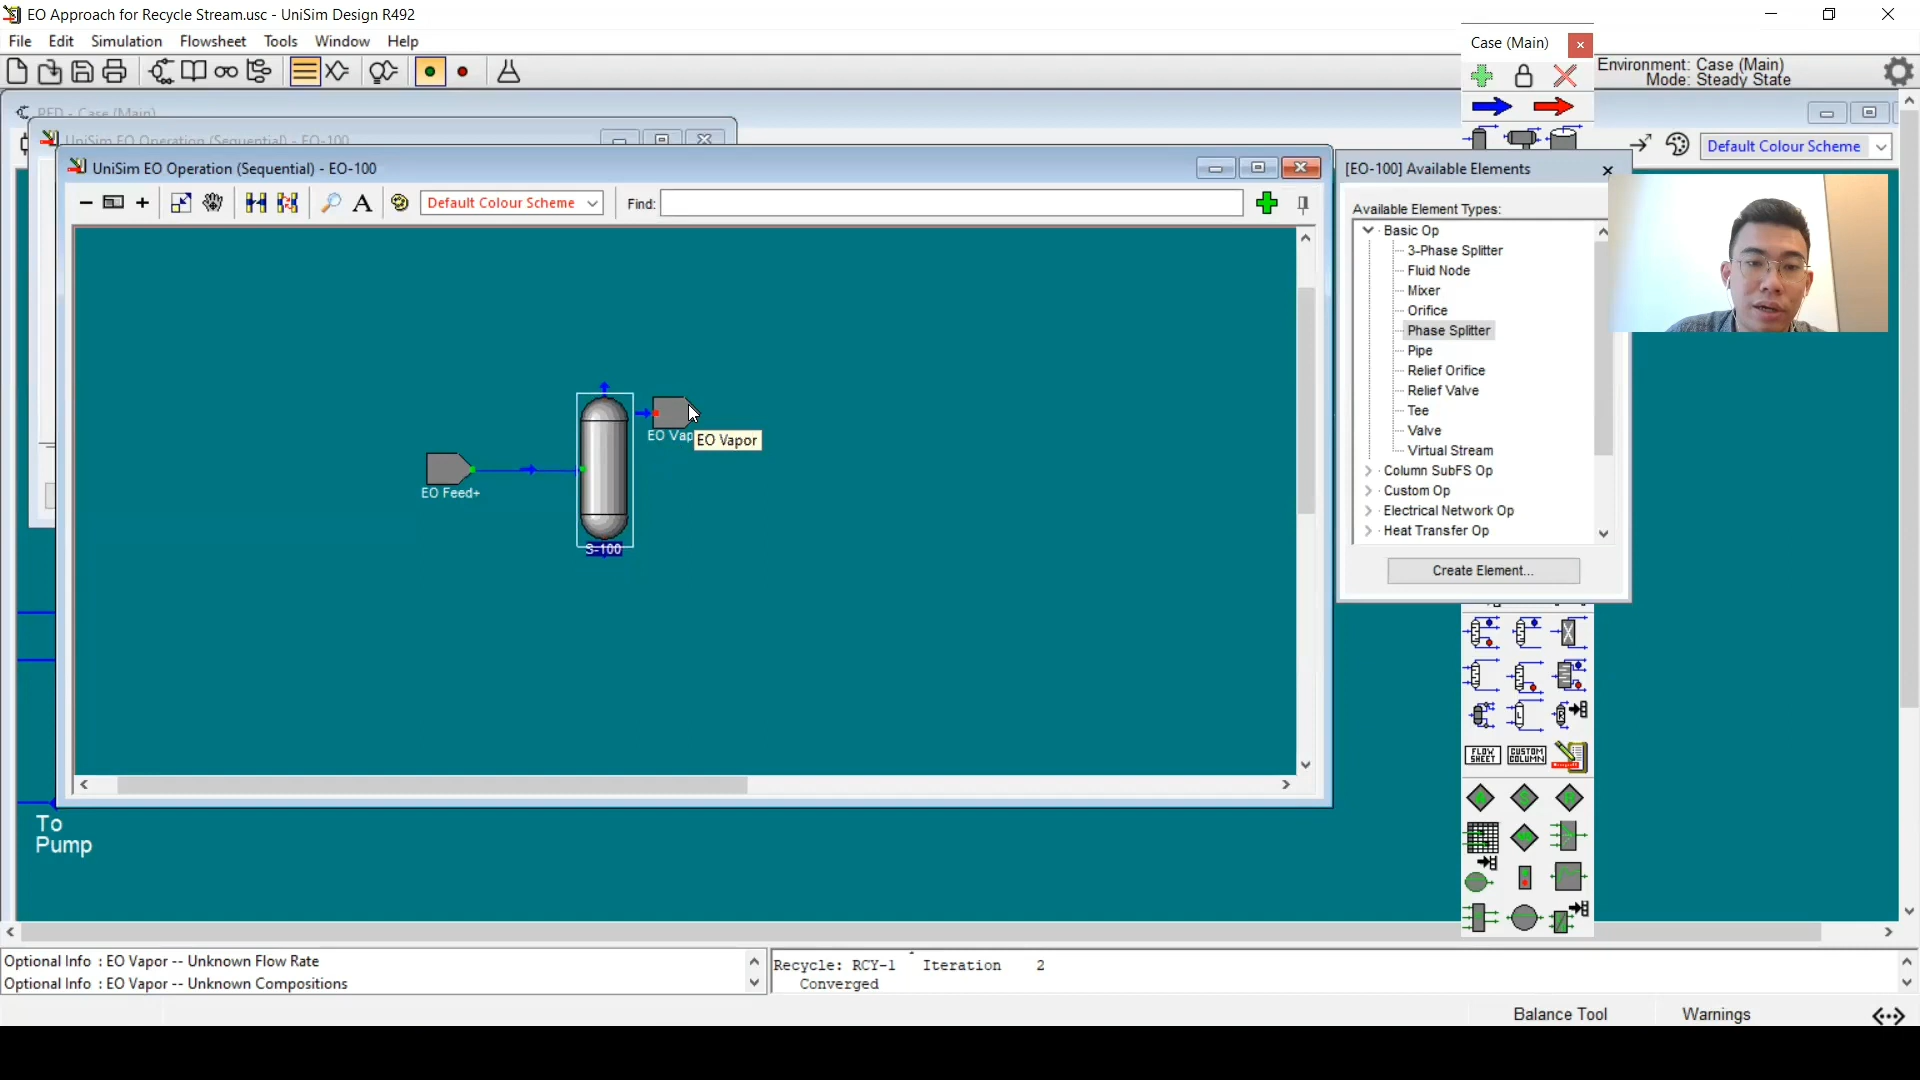 EO Approach for Recycle Stream.usc - UniSim Design R492
File Edit Simulation Flowsheet Tools Window Help
Case (Main)
Environment: Case (Main)
Mode: Steady State
PFD - Case (Main)
UniSim EO Operation (Sequential) - EO-100
Default Colour Scheme
UniSim EO Operation (Sequential) - EO-100
[EO-100] Available Elements
Default Colour Scheme
Find:
Available Element Types:
Basic Op
3-Phase Splitter
Fluid Node
Mixer
Orifice
Phase Splitter
Pipe
Relief Orifice
Relief Valve
Tee
Valve
Virtual Stream
Column SubFS Op
Custom Op
Electrical Network Op
Heat Transfer Op
Create Element...
EO Vap
EO Vapor
EO Feed+
S-100
FLOW SHEET
CUSTOM COLUMN
To
Pump
Optional Info : EO Vapor -- Unknown Flow Rate
Optional Info : EO Vapor -- Unknown Compositions
Recycle: RCY-1 Iteration 2
Converged
Balance Tool
Warnings